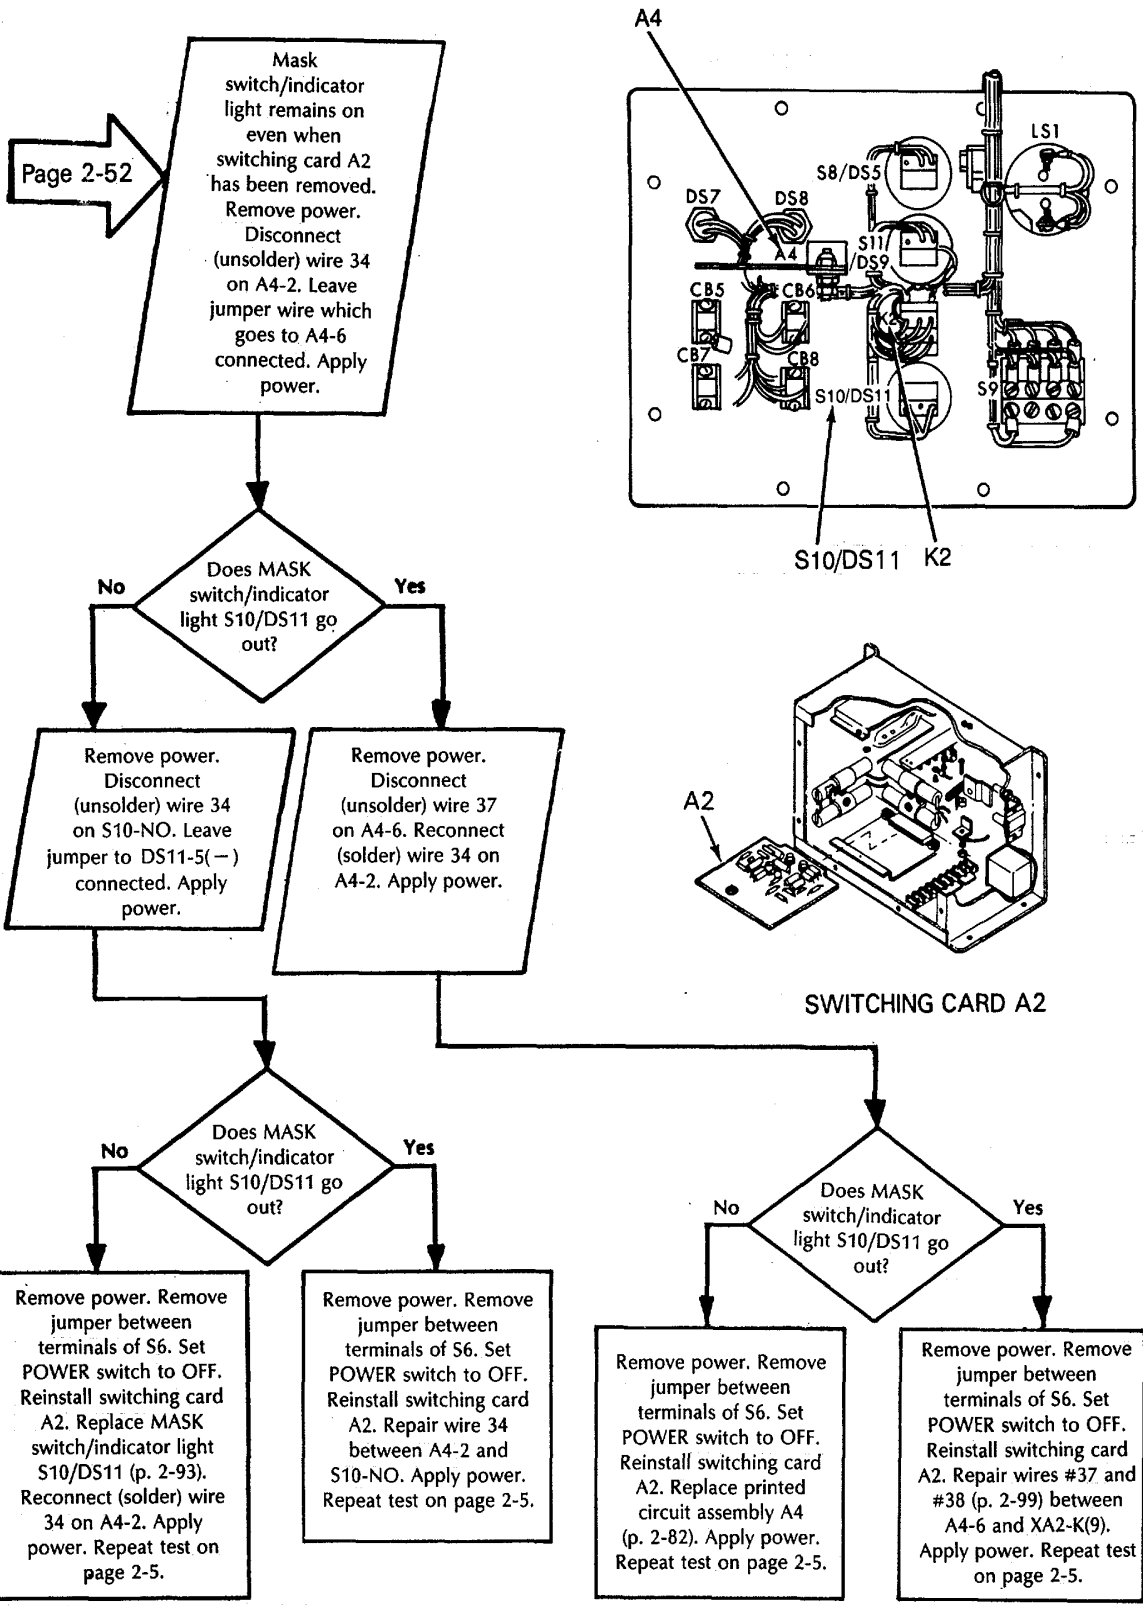 Page 2-52
Mask
switch/indicator
light remains on
even when
switching card A2
has been removed.
Remove power.
Disconnect
(unsolder) wire 34
on A4-2. Leave
jumper wire which
goes to A4-6
connected. Apply
power.
A4
LS1
S8/DS5
DS7
DS8
A4
S11
/DS9
CB5
CB6
K2
CB7
CB8
S10/DS11
S9
S10/DS11
K2
No
Does MASK
switch/indicator
light S10/DS11 go
out?
Yes
Remove power.
Disconnect
(unsolder) wire 34
on S10-NO. Leave
jumper to DS11-5(−)
connected. Apply
power.
Remove power.
Disconnect
(unsolder) wire 37
on A4-6. Reconnect
(solder) wire 34 on
A4-2. Apply power.
A2
SWITCHING CARD A2
No
Does MASK
switch/indicator
light S10/DS11 go
out?
Yes
No
Does MASK
switch/indicator
light S10/DS11 go
out?
Yes
Remove power. Remove
jumper between
terminals of S6. Set
POWER switch to OFF.
Reinstall switching card
A2. Replace MASK
switch/indicator light
S10/DS11 (p. 2-93).
Reconnect (solder) wire
34 on A4-2. Apply
power. Repeat test on
page 2-5.
Remove power. Remove
jumper between
terminals of S6. Set
POWER switch to OFF.
Reinstall switching card
A2. Repair wire 34
between A4-2 and
S10-NO. Apply power.
Repeat test on page 2-5.
Remove power. Remove
jumper between
terminals of S6. Set
POWER switch to OFF.
Reinstall switching card
A2. Replace printed
circuit assembly A4
(p. 2-82). Apply power.
Repeat test on page 2-5.
Remove power. Remove
jumper between
terminals of S6. Set
POWER switch to OFF.
Reinstall switching card
A2. Repair wires #37 and
#38 (p. 2-99) between
A4-6 and XA2-K(9).
Apply power. Repeat test
on page 2-5.